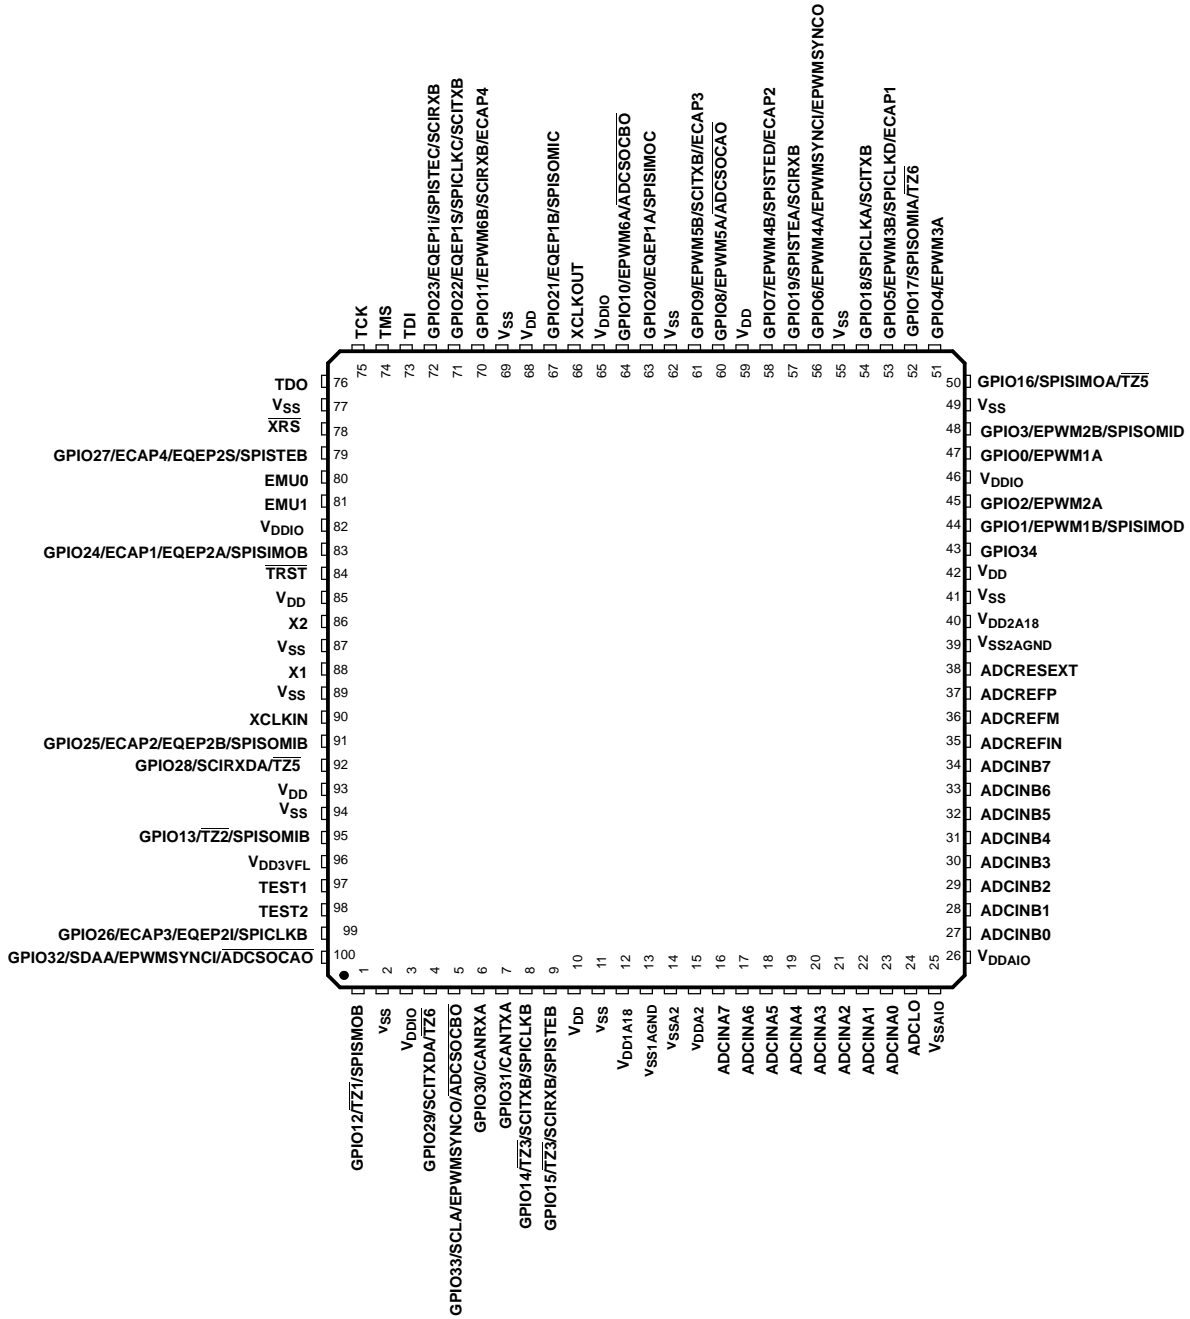 GPIO6/EPWM4A/EPWMSYNCI/EPWMSYNCO
TCK
TMS
TDI
GPIO23/EQEP1I/SPISTEC/SCIRXB
GPIO22/EQEP1S/SPICLKC/SCITXB
GPIO11/EPWM6B/SCIRXB/ECAP4
VSS
VDD
GPIO21/EQEP1B/SPISOMIC
XCLKOUT
VDDIO
GPIO10/EPWM6A/ADCSOCBO
GPIO20/EQEP1A/SPISIMOC
VSS
GPIO9/EPWM5B/SCITXB//ECAP3
GPIO8/EPWM5A/ADCSOCAO
VDD
GPIO7/EPWM4B/SPISTED/ECAP2
GPIO19/SPISTEA/SCIRXB
VSS
GPIO18/SPICLKA/SCITXB
GPIO5/EPWM3B/SPICLKD/ECAP1
GPIO17/SPISOMIA/TZ6
GPIO4/EPWM3A
75 74 73 72 71 70 69 68 67 66 65 64 63 62 61 60 59 58 57 56 55 54 53 52 51
TDO 76
VSS 77
XRS 78
GPIO27/ECAP4/EQEP2S/SPISTEB 79
EMU0 80
EMU1 81
VDDIO 82
GPIO24/ECAP1/EQEP2A/SPISIMOB 83
TRST 84
VDD 85
X2 86
VSS 87
X1 88
VSS 89
XCLKIN 90
GPIO25/ECAP2/EQEP2B/SPISOMIB 91
GPIO28/SCIRXDA/TZ5 92
VDD 93
VSS 94
GPIO13/TZ2/SPISOMIB 95
VDD3VFL 96
TEST1 97
TEST2 98
GPIO26/ECAP3/EQEP2I/SPICLKB 99
GPIO32/SDAA/EPWMSYNCI/ADCSOCAO 100
50 GPIO16/SPISIMOA/TZ5
49 VSS
48 GPIO3/EPWM2B/SPISOMID
47 GPIO0/EPWM1A
46 VDDIO
45 GPIO2/EPWM2A
44 GPIO1/EPWM1B/SPISIMOD
43 GPIO34
42 VDD
41 VSS
40 VDD2A18
39 VSS2AGND
38 ADCRESEXT
37 ADCREFP
36 ADCREFM
35 ADCREFIN
34 ADCINB7
33 ADCINB6
32 ADCINB5
31 ADCINB4
30 ADCINB3
29 ADCINB2
28 ADCINB1
27 ADCINB0
26 VDDAIO
1 2 3 4 5 6 7 8 9 10 11 12 13 14 15 16 17 18 19 20 21 22 23 24 25
GPIO12/TZ1/SPISMOB
VSS
VDDIO
GPIO29/SCITXDA/TZ6
GPIO33/SCLA/EPWMSYNCO/ADCSOCBO
GPIO30/CANRXA
GPIO31/CANTXA
GPIO14/TZ3/SCITXB/SPICLKB
GPIO15/TZ3/SCIRXB/SPISTEB
VDD
VSS
VDD1A18
VSS1AGND
VSSA2
VDDA2
ADCINA7
ADCINA6
ADCINA5
ADCINA4
ADCINA3
ADCINA2
ADCINA1
ADCINA0
ADCLO
VSSAIO